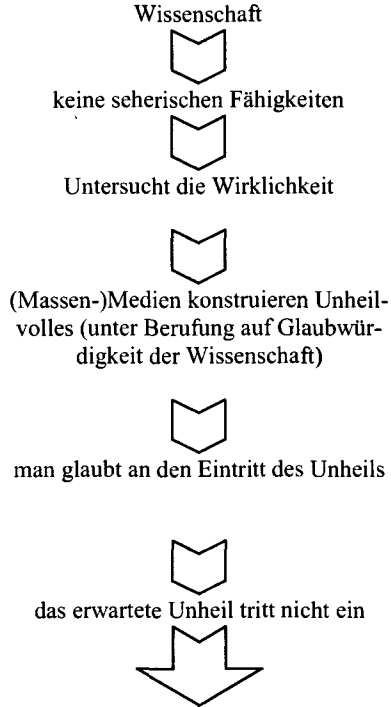 Wissenschaft
keine seherischen Fähigkeiten
Untersucht die Wirklichkeit
(Massen-)Medien konstruieren Unheil-
volles (unter Berufung auf Glaubwür-
digkeit der Wissenschaft)
man glaubt an den Eintritt des Unheils
das erwartete Unheil tritt nicht ein